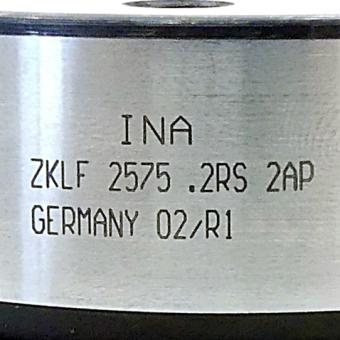 INA
ZKLF 2575 .2RS 2AP
GERMANY 02/R1